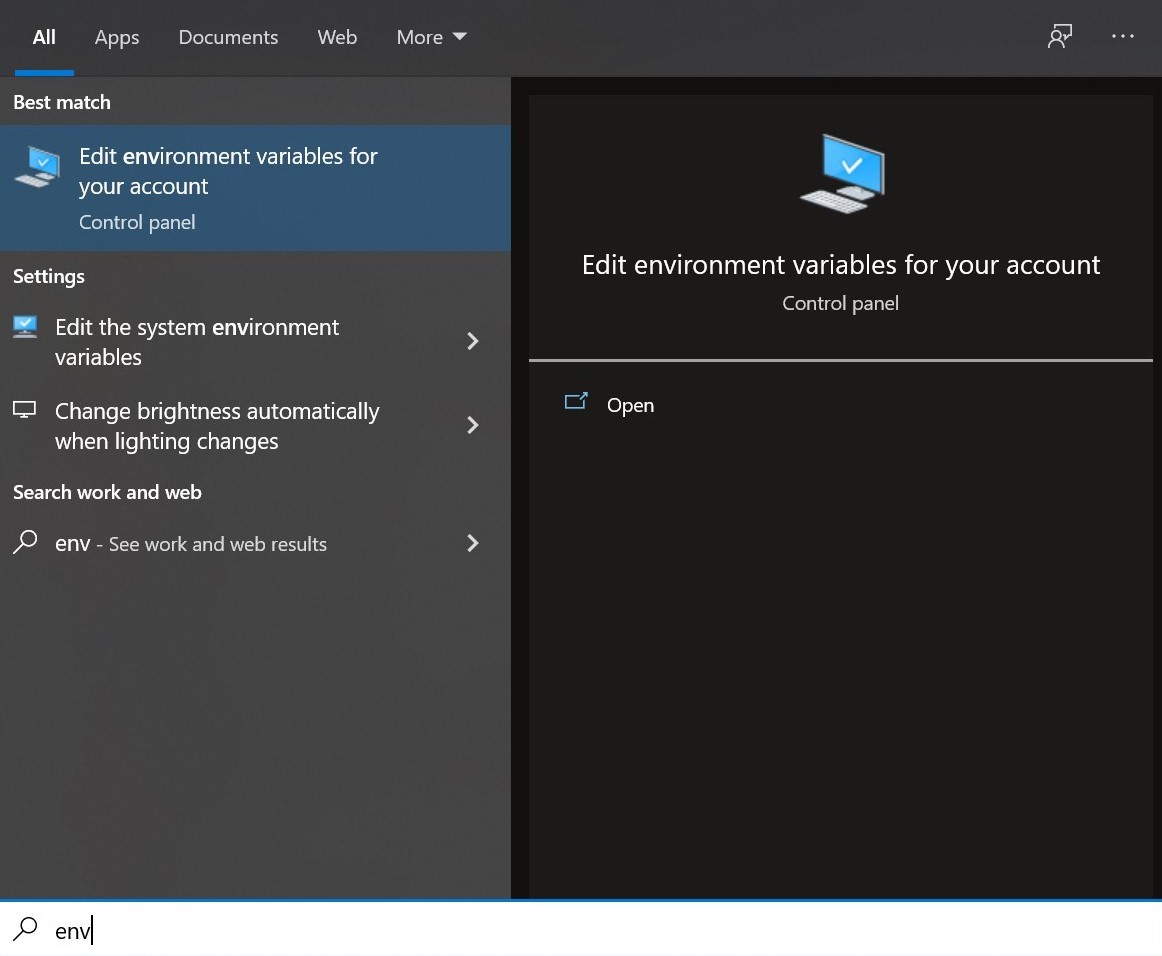 All Apps Documents Web More
Best match
Edit environment variables for
your account
Control panel
Settings
Edit the system environment
variables
Change brightness automatically
when lighting changes
Search work and web
env - See work and web results
Edit environment variables for your account
Control panel
Open
env